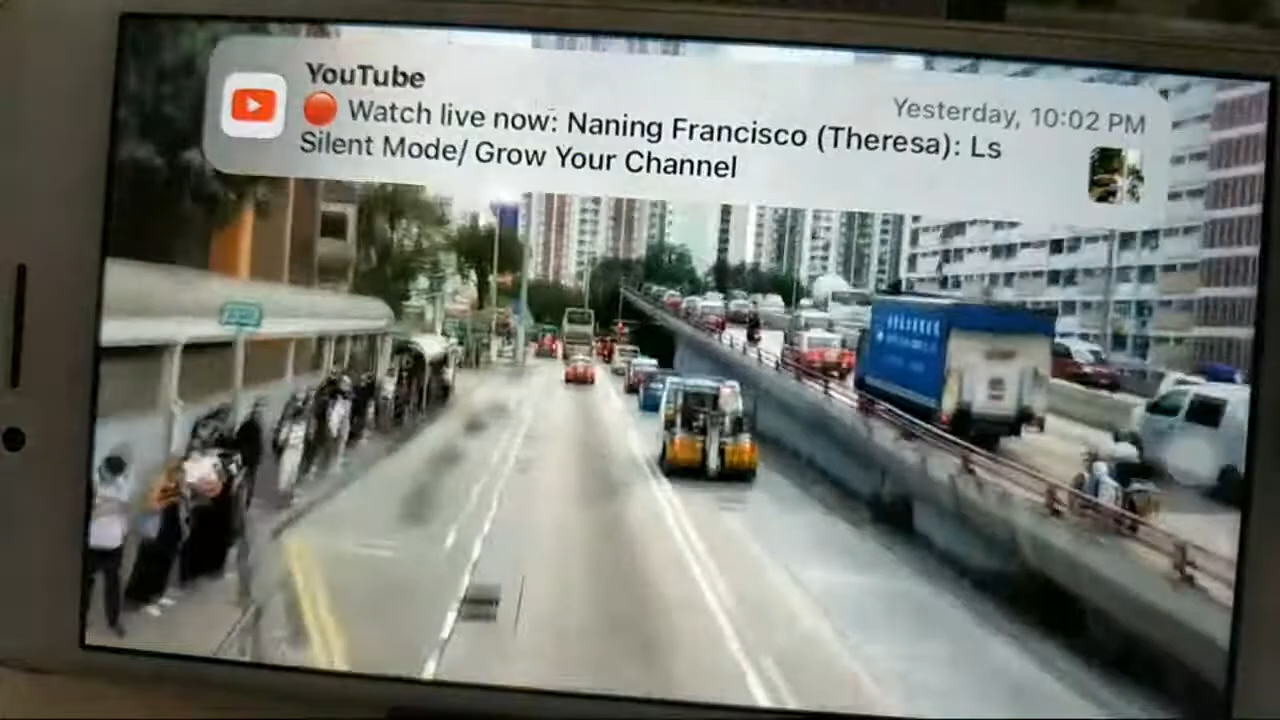 YouTube
Yesterday, 10:02 PM
🔴 Watch live now: Naning Francisco (Theresa): Ls
Silent Mode/ Grow Your Channel